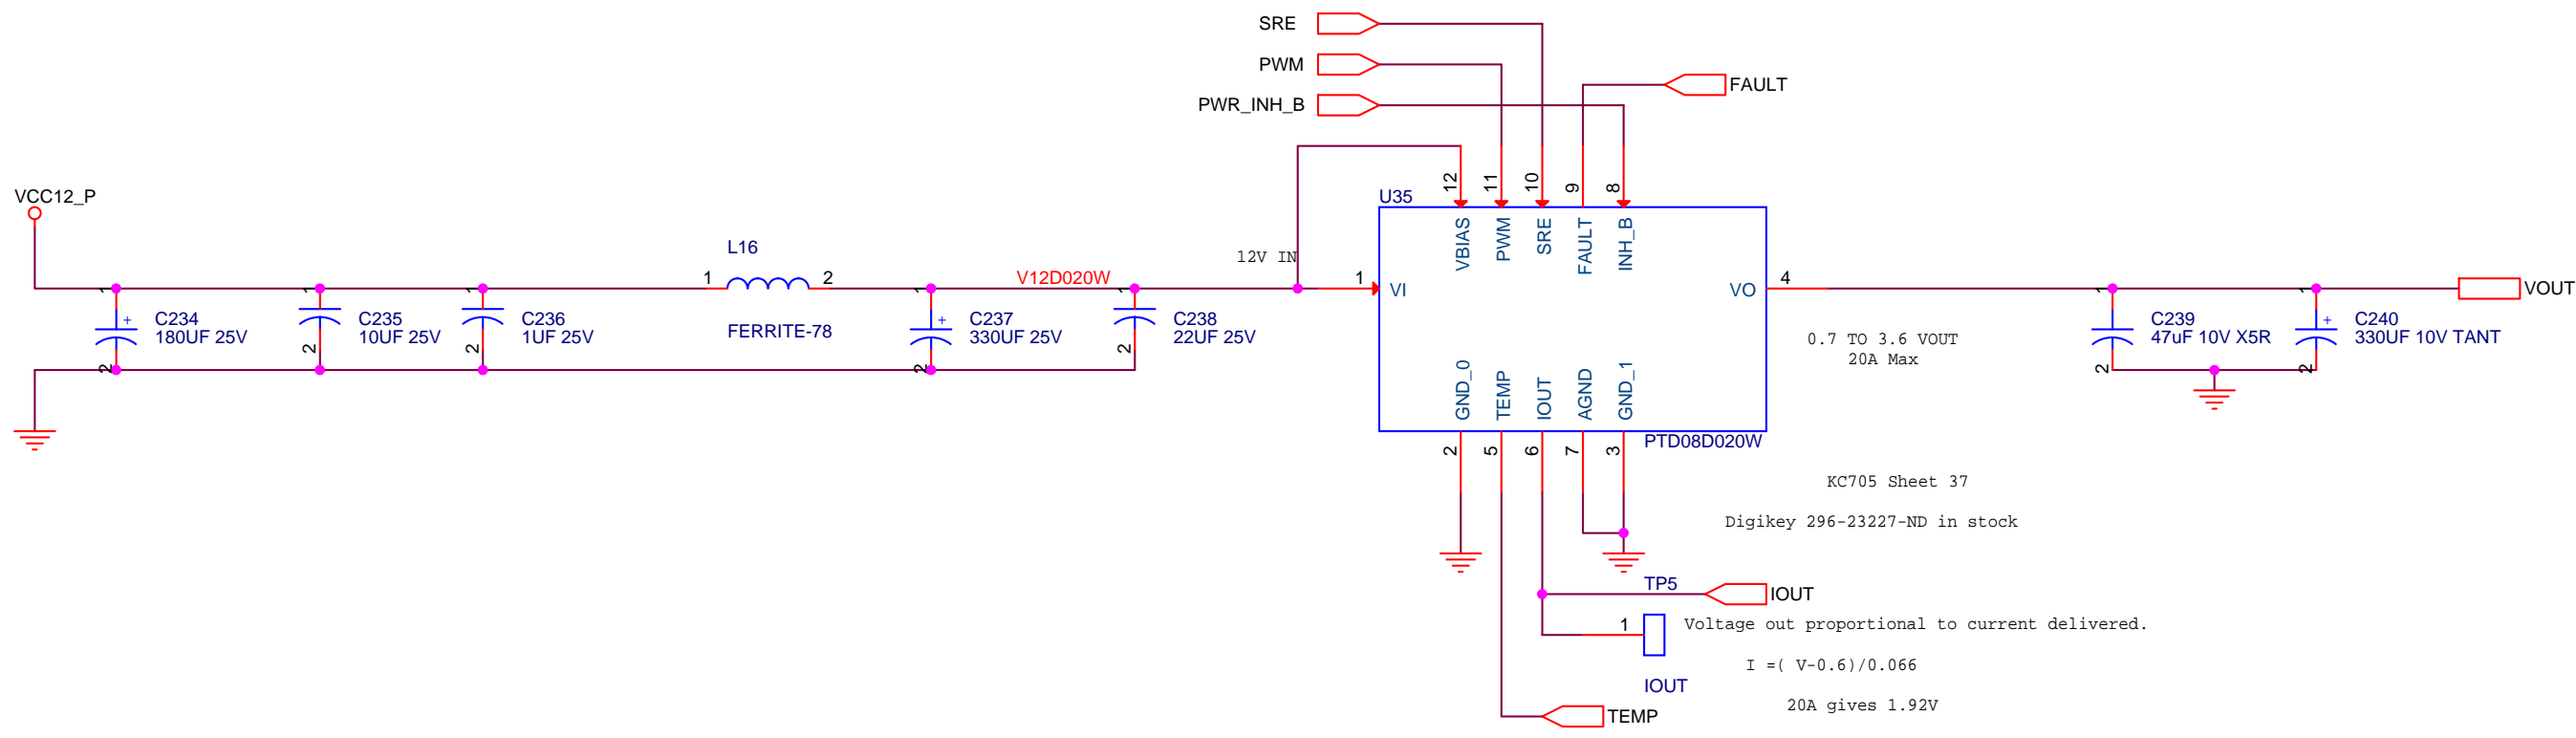 SRE
PWM
PWR_INH_B
FAULT
VCC12_P
U35
12
11
10
9
8
VBIAS
PWM
SRE
FAULT
INH_B
12V IN
L16
1
2
FERRITE-78
V12D020W
1
VI
VO
4
VOUT
1
2
C234
180UF 25V
1
2
C235
10UF 25V
1
2
C236
1UF 25V
1
2
C237
330UF 25V
1
2
C238
22UF 25V
0.7 TO 3.6 VOUT
20A Max
1
2
C239
47uF 10V X5R
1
2
C240
330UF 10V TANT
GND_0
TEMP
IOUT
AGND
GND_1
2
5
6
7
3
PTD08D020W
KC705 Sheet 37
Digikey 296-23227-ND in stock
TP5
IOUT
1
Voltage out proportional to current delivered.
I =( V-0.6)/0.066
IOUT
20A gives 1.92V
TEMP